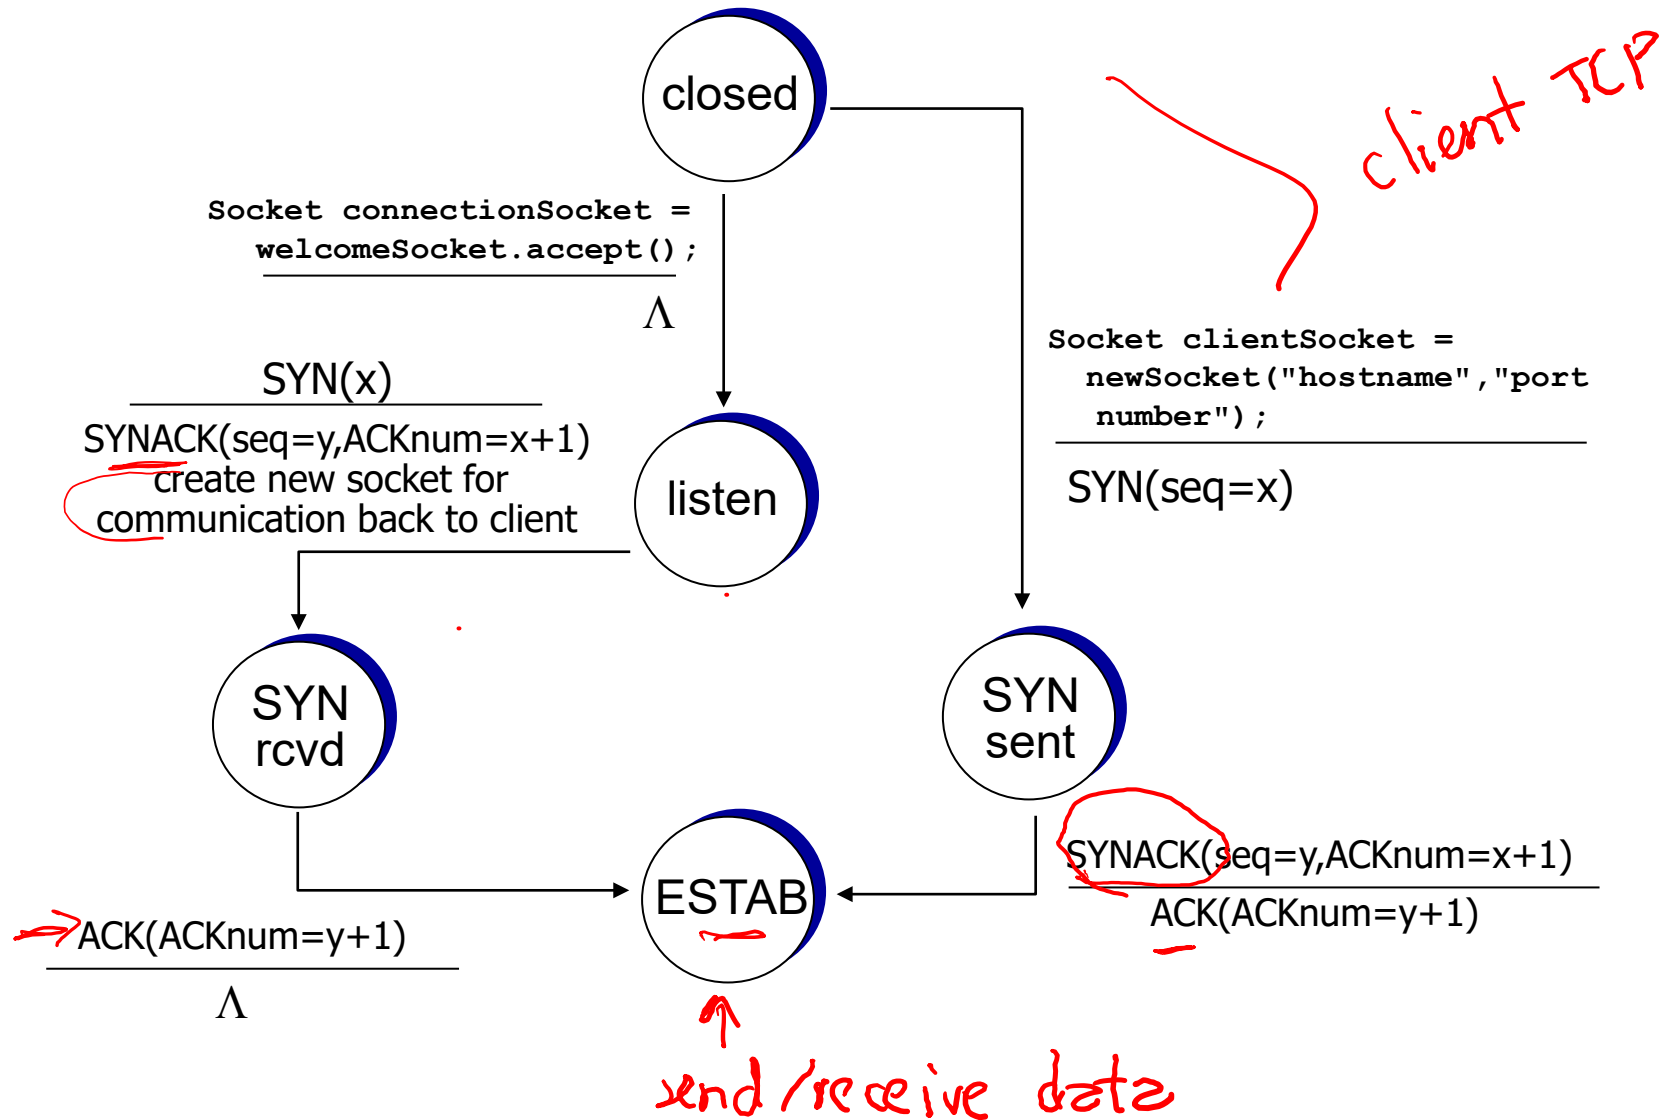 closed
client TCP
Socket connectionSocket =
welcomeSocket.accept();
Λ
Socket clientSocket =
newSocket("hostname","port
number");
SYN(seq=x)
SYN(x)
SYNACK(seq=y,ACKnum=x+1)
create new socket for
communication back to client
listen
SYN
rcvd
SYN
sent
SYNACK(seq=y,ACKnum=x+1)
ACK(ACKnum=y+1)
ESTAB
ACK(ACKnum=y+1)
Λ
send/receive data